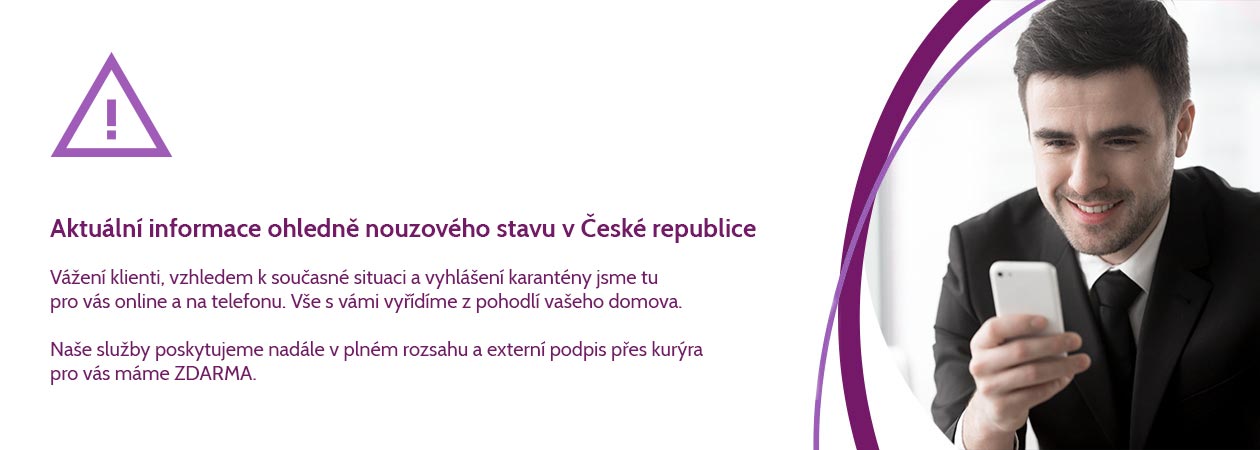 Aktuální informace ohledně nouzového stavu v České republice
Vážení klienti, vzhledem k současné situaci a vyhlášení karantény jsme tu
pro vás online a na telefonu. Vše s vámi vyřídíme z pohodlí vašeho domova.
Naše služby poskytujeme nadále v plném rozsahu a externí podpis přes kurýra
pro vás máme ZDARMA.